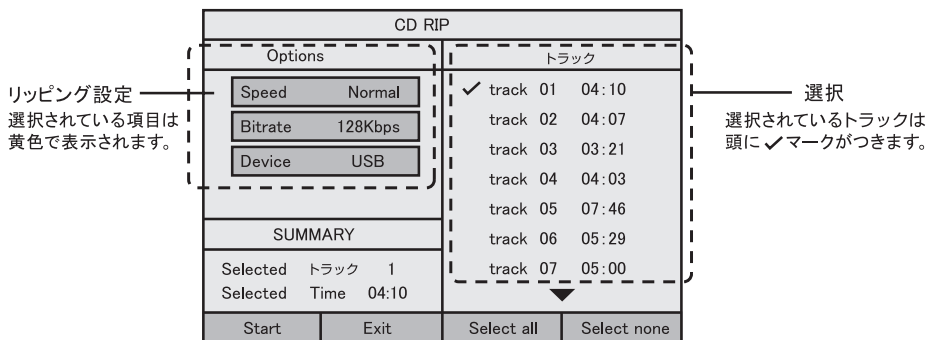 CD RIP
Options
Speed Normal
Bitrate 128Kbps
Device USB
SUMMARY
Selected トラック 1
Selected Time 04:10
トラック
✓ track 01 04:10
track 02 04:07
track 03 03:21
track 04 04:03
track 05 07:46
track 06 05:29
track 07 05:00
Start Exit Select all Select none
リッピング設定
選択されている項目は
黄色で表示されます。
選択
選択されているトラックは
頭に✓マークがつきます。